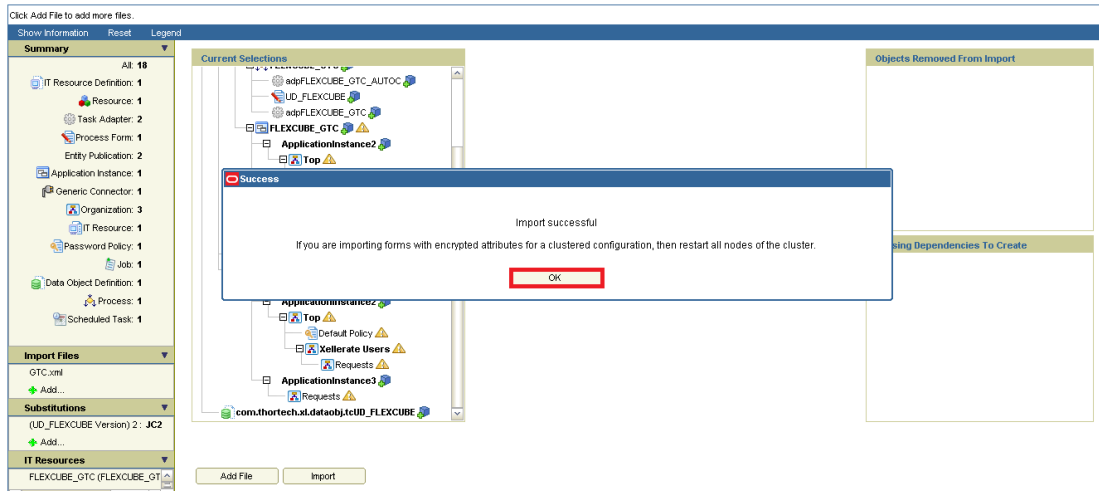 Click Add File to add more files.
Show Information Reset Legend
Summary
All: 18
IT Resource Definition: 1
Resource: 1
Task Adapter: 2
Process Form: 1
Entity Publication: 2
Application Instance: 1
Generic Connector: 1
Organization: 3
IT Resource: 1
Password Policy: 1
Job: 1
Data Object Definition: 1
Process: 1
Scheduled Task: 1
Import Files
GTC.xml
Add...
Substitutions
(UD_FLEXCUBE Version) 2 : JC2
Add...
IT Resources
FLEXCUBE_GTC (FLEXCUBE_GT
Current Selections
adpFLEXCUBE_GTC_AUTOC
UD_FLEXCUBE
adpFLEXCUBE_GTC
FLEXCUBE_GTC
ApplicationInstance2
Top
Success
Import successful
If you are importing forms with encrypted attributes for a clustered configuration, then restart all nodes of the cluster.
OK
ApplicationInstance2
Top
Default Policy
Xellerate Users
Requests
ApplicationInstance3
Requests
com.thortech.xl.dataobj.tcUD_FLEXCUBE
Add File Import
Objects Removed From Import
sing Dependencies To Create